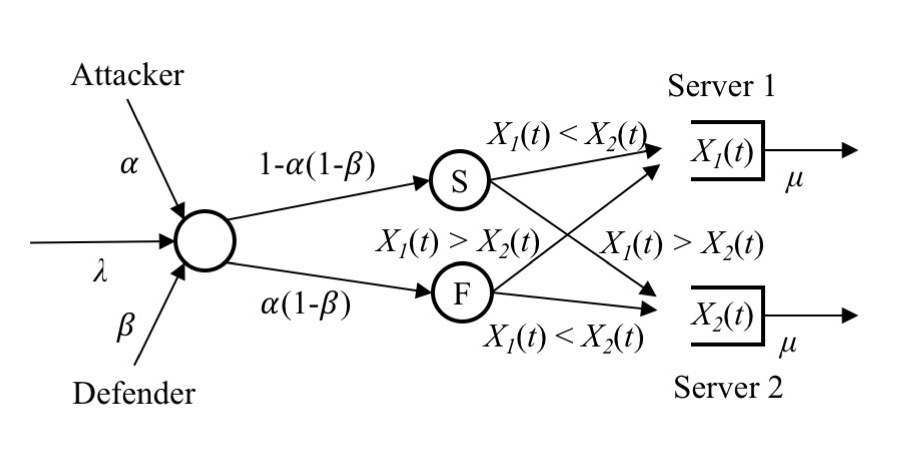 Attacker
Server 1
X₁(t) < X₂(t)
α
1-α(1-β)
X₁(t)
S
μ
X₁(t) > X₂(t)
X₁(t) > X₂(t)
λ
F
α(1-β)
X₂(t)
β
X₁(t) < X₂(t)
μ
Defender
Server 2